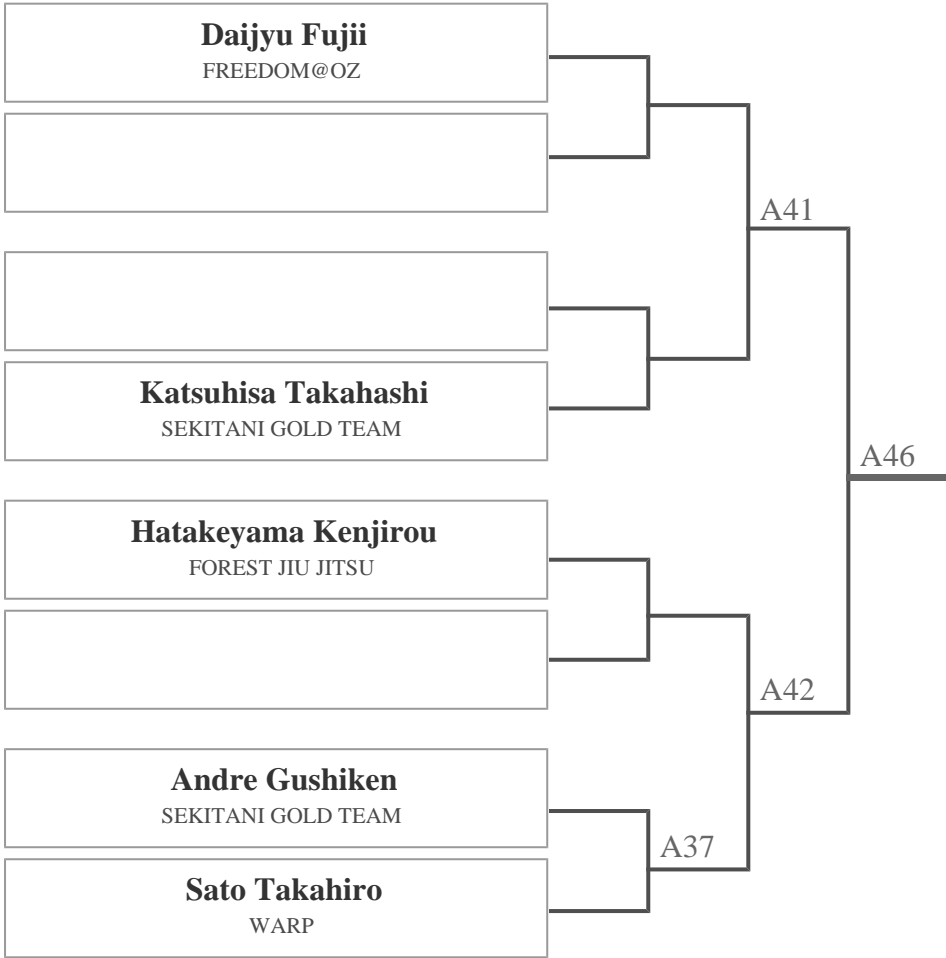 Daijyu Fujii
FREEDOM@OZ
A41
Katsuhisa Takahashi
SEKITANI GOLD TEAM
A46
Hatakeyama Kenjirou
FOREST JIU JITSU
A42
Andre Gushiken
SEKITANI GOLD TEAM
A37
Sato Takahiro
WARP